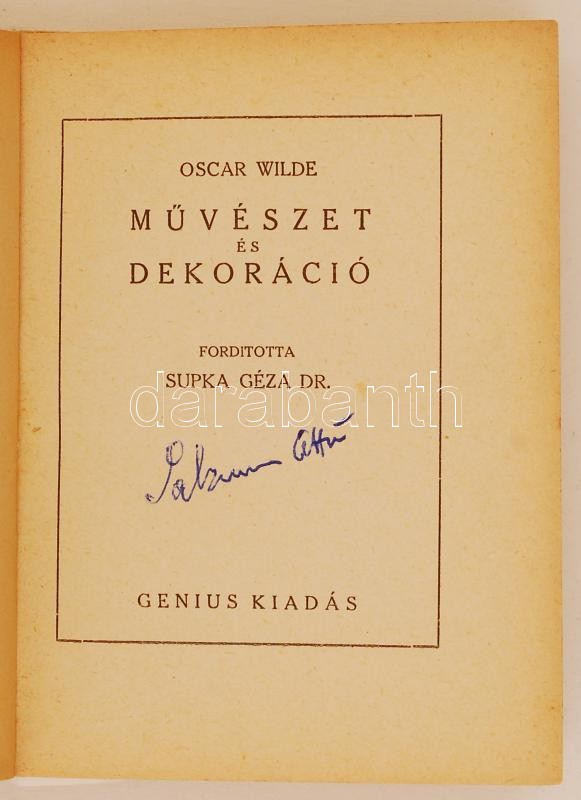 OSCAR WILDE
MŰVÉSZET
ÉS
DEKORÁCIÓ
FORDITOTTA
SUPKA GÉZA DR.
darabanth
GENIUS KIADÁS